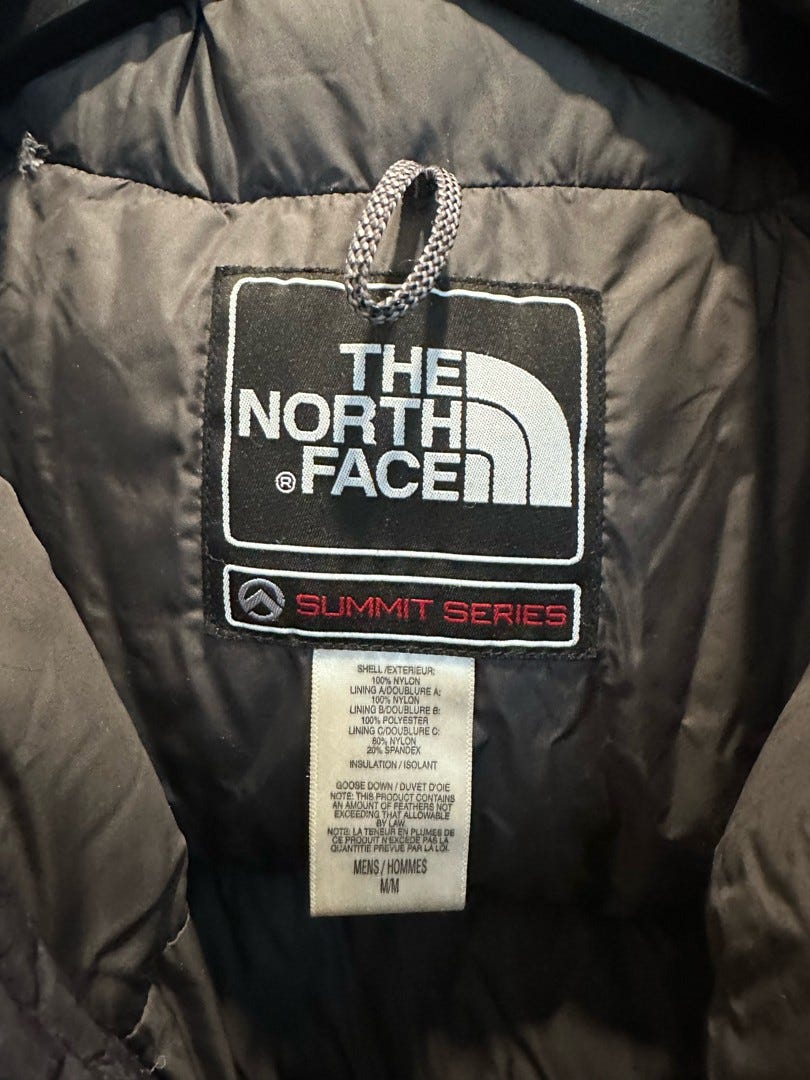 THE
NORTH
® FACE
SUMMIT SERIES
SHELL/EXTERIEUR:
100% NYLON
LINING A/DOUBLURE A:
100% NYLON
LINING B/DOUBLURE B:
100% POLYESTER
LINING C/DOUBLURE C:
80% NYLON
20% SPANDEX
INSULATION / ISOLANT
GOOSE DOWN / DUVET D'OIE
NOTE: THIS PRODUCT CONTAINS
AN AMOUNT OF FEATHERS NOT
EXCEEDING THAT ALLOWABLE
BY LAW.
NOTE: LA TENEUR EN PLUMES DE
CE PRODUIT N'EXCEDE PAS LA
QUANTITIE PREVUE PAR LA LOI.
MENS / HOMMES
M/M